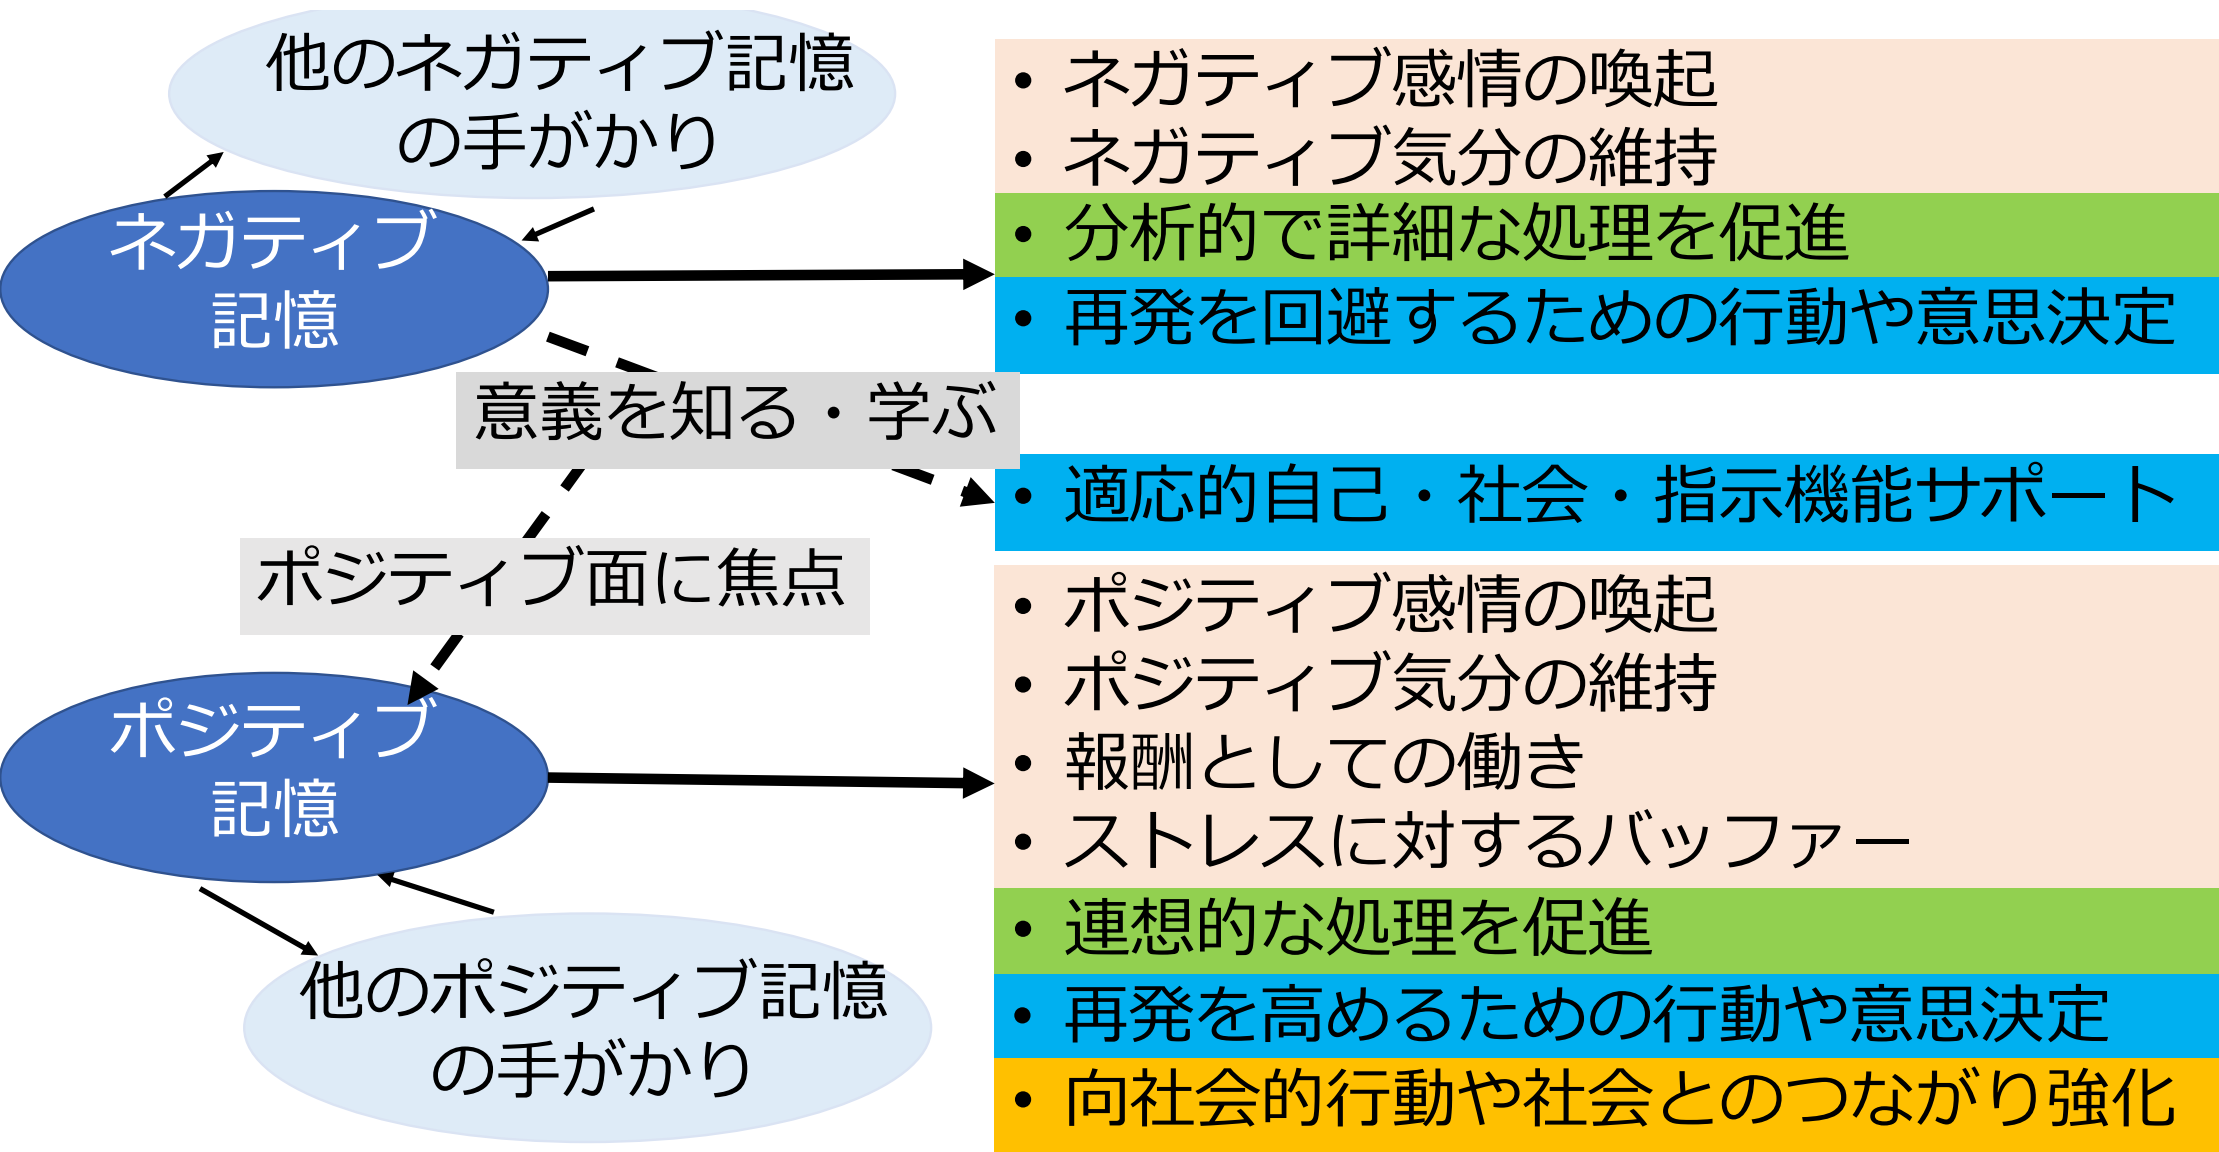 他のネガティブ記憶
の手がかり
ネガティブ
記憶
• ネガティブ感情の喚起
• ネガティブ気分の維持
• 分析的で詳細な処理を促進
• 再発を回避するための行動や意思決定
意義を知る・学ぶ
• 適応的自己・社会・指示機能サポート
ポジティブ面に焦点
ポジティブ
記憶
• ポジティブ感情の喚起
• ポジティブ気分の維持
• 報酬としての働き
• ストレスに対するバッファー
• 連想的な処理を促進
• 再発を高めるための行動や意思決定
• 向社会的行動や社会とのつながり強化
他のポジティブ記憶
の手がかり